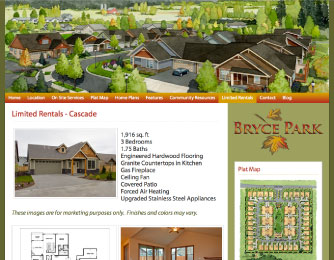 Home Location On Site Services Plat Map Home Plans Features Community Resources Limited Rentals Contact Blog
Limited Rentals - Cascade
1,916 sq. ft
3 Bedrooms
1.75 Baths
Engineered Hardwood Flooring
Granite Countertops in Kitchen
Gas Fireplace
Ceiling Fan
Covered Patio
Forced Air Heating
Upgraded Stainless Steel Appliances
These images are for marketing purposes only. Finishes and colors may vary.
BRYCE PARK
Plat Map